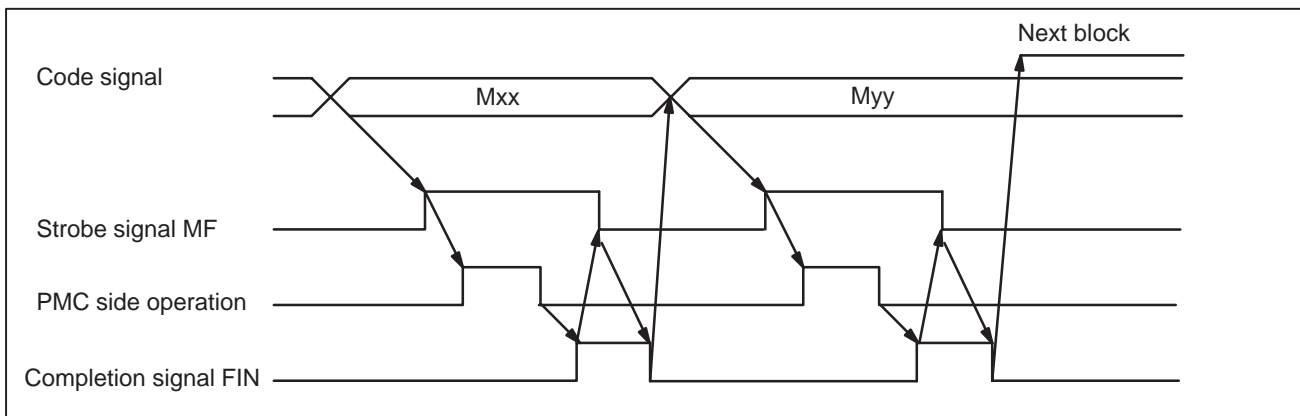 Next block
Code signal
Mxx
Myy
Strobe signal MF
PMC side operation
Completion signal FIN